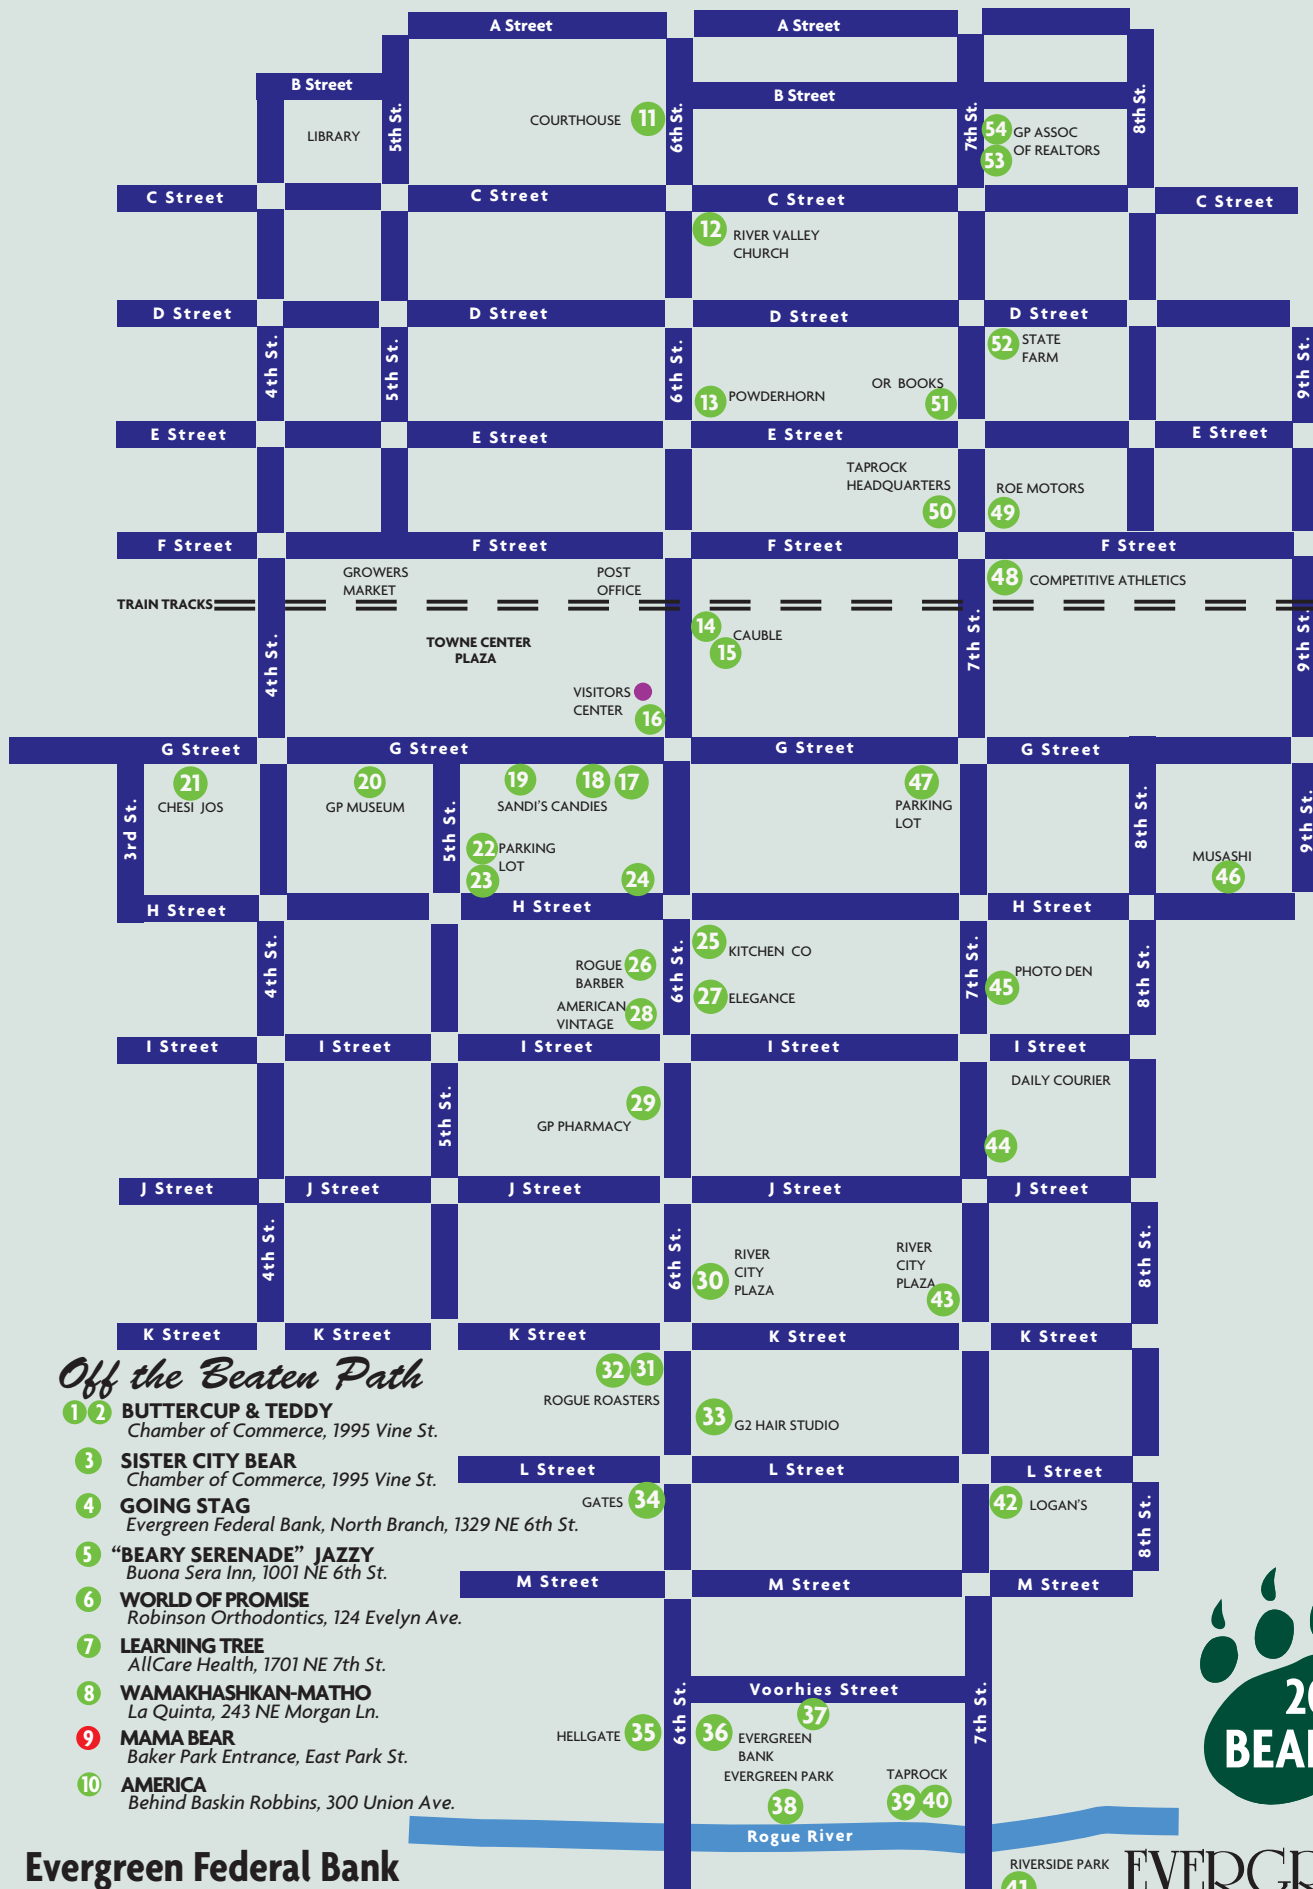 A Street
A Street
B Street
B Street
5th St.
6th St.
7th St.
8th St.
LIBRARY
COURTHOUSE 11
54 GP ASSOC
53 OF REALTORS
C Street
C Street
C Street
C Street
12 RIVER VALLEY
CHURCH
D Street
D Street
D Street
D Street
4th St.
5th St.
6th St.
9th St.
52 STATE
FARM
13 POWDERHORN
OR BOOKS
51
E Street
E Street
E Street
E Street
TAPROCK
HEADQUARTERS
50
ROE MOTORS
49
F Street
F Street
F Street
F Street
GROWERS
MARKET
POST
OFFICE
48 COMPETITIVE ATHLETICS
TRAIN TRACKS
TOWNE CENTER
PLAZA
14
CAUBLE
15
4th St.
7th St.
9th St.
VISITORS
CENTER 16
G Street
G Street
G Street
G Street
21
CHESI JOS
20
GP MUSEUM
19 18 17
SANDI'S CANDIES
47
PARKING
LOT
3rd St.
5th St.
8th St.
9th St.
22 PARKING
LOT
23
24
MUSASHI
46
H Street
H Street
H Street
4th St.
6th St.
7th St.
8th St.
25 KITCHEN CO
ROGUE 26
BARBER
27 ELEGANCE
AMERICAN 28
VINTAGE
PHOTO DEN
45
I Street
I Street
I Street
I Street
I Street
DAILY COURIER
29
GP PHARMACY
5th St.
44
J Street
J Street
J Street
J Street
J Street
4th St.
6th St.
8th St.
30 RIVER
CITY
PLAZA
RIVER
CITY
PLAZA
43
K Street
K Street
K Street
K Street
K Street
32 31
ROGUE ROASTERS
33 G2 HAIR STUDIO
L Street
L Street
L Street
GATES 34
42 LOGAN'S
8th St.
M Street
M Street
M Street
Voorhies Street
6th St.
7th St.
HELLGATE 35
36 EVERGREEN
BANK
37
EVERGREEN PARK
38
TAPROCK
39 40
Rogue River
RIVERSIDE PARK
41
Off the Beaten Path
1 2 BUTTERCUP & TEDDY
Chamber of Commerce, 1995 Vine St.
3 SISTER CITY BEAR
Chamber of Commerce, 1995 Vine St.
4 GOING STAG
Evergreen Federal Bank, North Branch, 1329 NE 6th St.
5 “BEARY SERENADE” JAZZY
Buona Sera Inn, 1001 NE 6th St.
6 WORLD OF PROMISE
Robinson Orthodontics, 124 Evelyn Ave.
7 LEARNING TREE
AllCare Health, 1701 NE 7th St.
8 WAMAKHASHKAN-MATHO
La Quinta, 243 NE Morgan Ln.
9 MAMA BEAR
Baker Park Entrance, East Park St.
10 AMERICA
Behind Baskin Robbins, 300 Union Ave.
Evergreen Federal Bank
20
BEA
EVERGR